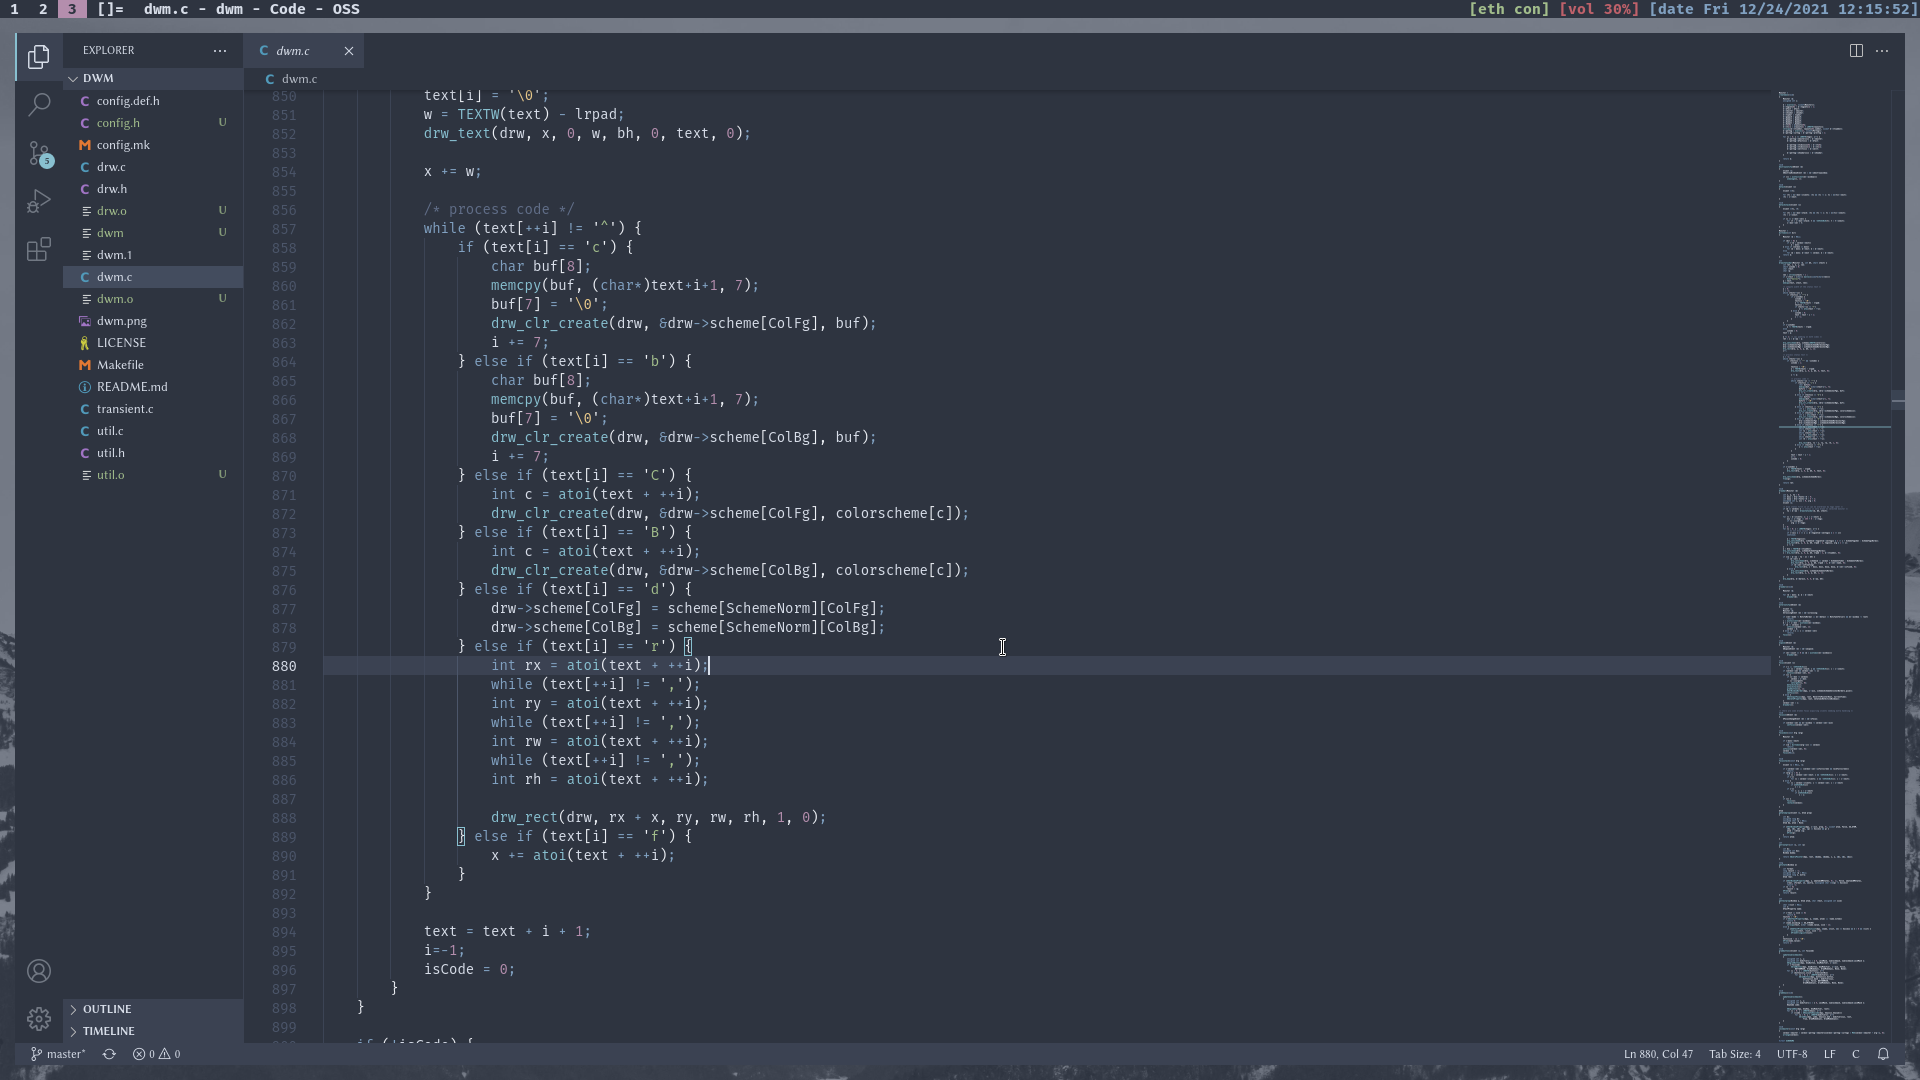 1 2 3 []= dwm.c - dwm - Code - OSS
[eth con] [vol 30%] [date Fri 12/24/2021 12:15:52]
EXPLORER ...
DWM
config.def.h
config.h U
config.mk
drw.c
drw.h
drw.o U
dwm U
dwm.1
dwm.c
dwm.o U
dwm.png
LICENSE
Makefile
README.md
transient.c
util.c
util.h
util.o U
OUTLINE
TIMELINE
5
C dwm.c
C dwm.c
850 text[i] = '\0';
851 w = TEXTW(text) - lrpad;
852 drw_text(drw, x, 0, w, bh, 0, text, 0);
853
854 x += w;
855
856 /* process code */
857 while (text[++i] != '^') {
858 if (text[i] == 'c') {
859 char buf[8];
860 memcpy(buf, (char*)text+i+1, 7);
861 buf[7] = '\0';
862 drw_clr_create(drw, &drw->scheme[ColFg], buf);
863 i += 7;
864 } else if (text[i] == 'b') {
865 char buf[8];
866 memcpy(buf, (char*)text+i+1, 7);
867 buf[7] = '\0';
868 drw_clr_create(drw, &drw->scheme[ColBg], buf);
869 i += 7;
870 } else if (text[i] == 'C') {
871 int c = atoi(text + ++i);
872 drw_clr_create(drw, &drw->scheme[ColFg], colorscheme[c]);
873 } else if (text[i] == 'B') {
874 int c = atoi(text + ++i);
875 drw_clr_create(drw, &drw->scheme[ColBg], colorscheme[c]);
876 } else if (text[i] == 'd') {
877 drw->scheme[ColFg] = scheme[SchemeNorm][ColFg];
878 drw->scheme[ColBg] = scheme[SchemeNorm][ColBg];
879 } else if (text[i] == 'r') {
880 int rx = atoi(text + ++i);
881 while (text[++i] != ',');
882 int ry = atoi(text + ++i);
883 while (text[++i] != ',');
884 int rw = atoi(text + ++i);
885 while (text[++i] != ',');
886 int rh = atoi(text + ++i);
887
888 drw_rect(drw, rx + x, ry, rw, rh, 1, 0);
889 } else if (text[i] == 'f') {
890 x += atoi(text + ++i);
891 }
892 }
893
894 text = text + i + 1;
895 i=-1;
896 isCode = 0;
897 }
898 }
899
if (!isCode) {
master* 0 0
Ln 880, Col 47 Tab Size: 4 UTF-8 LF C